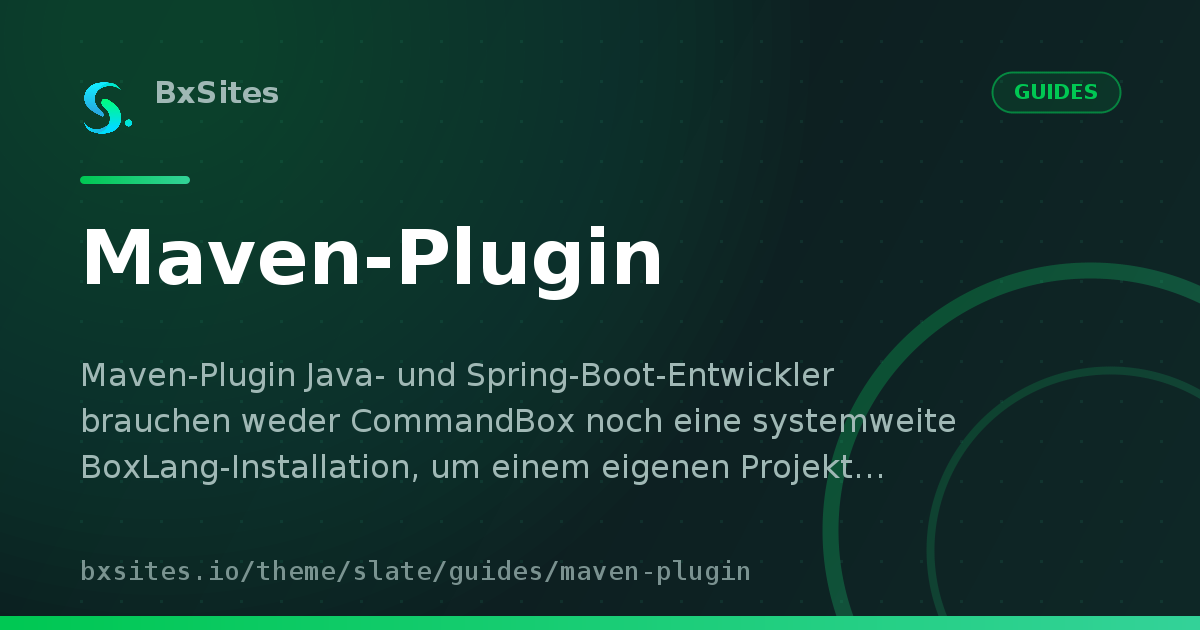 BxSites
GUIDES
Maven-Plugin
Maven-Plugin Java- und Spring-Boot-Entwickler
brauchen weder CommandBox noch eine systemweite
BoxLang-Installation, um einem eigenen Projekt…
bxsites.io/theme/slate/guides/maven-plugin